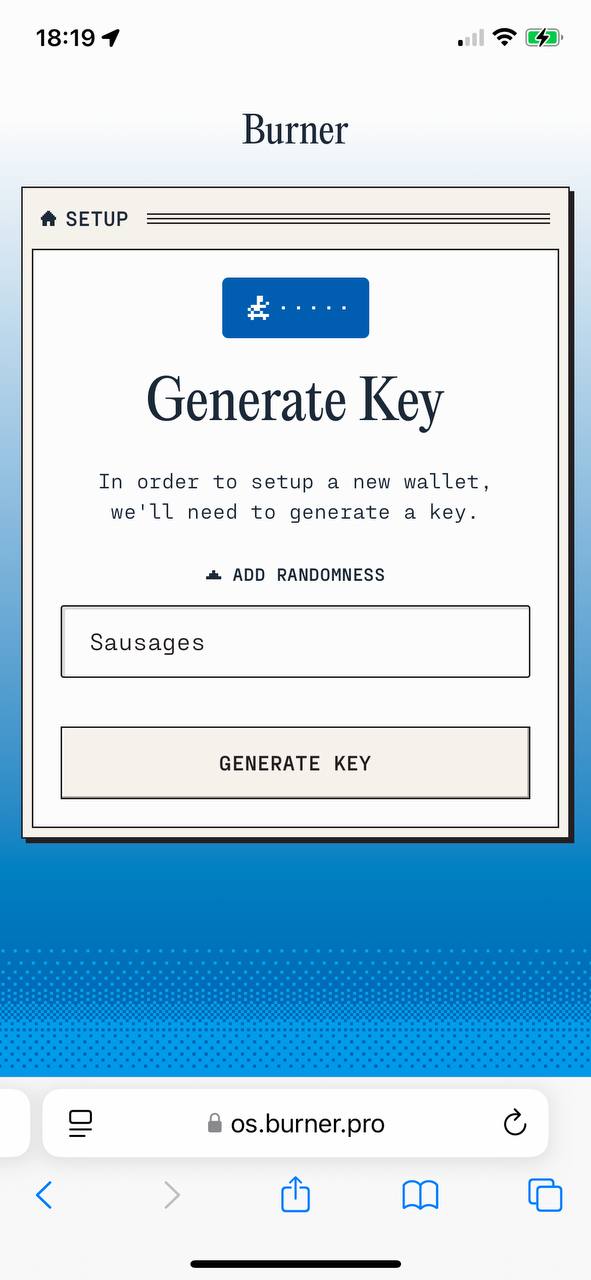 18:19
Burner
SETUP
Generate Key
In order to setup a new wallet,
we'll need to generate a key.
ADD RANDOMNESS
Sausages
GENERATE KEY
os.burner.pro